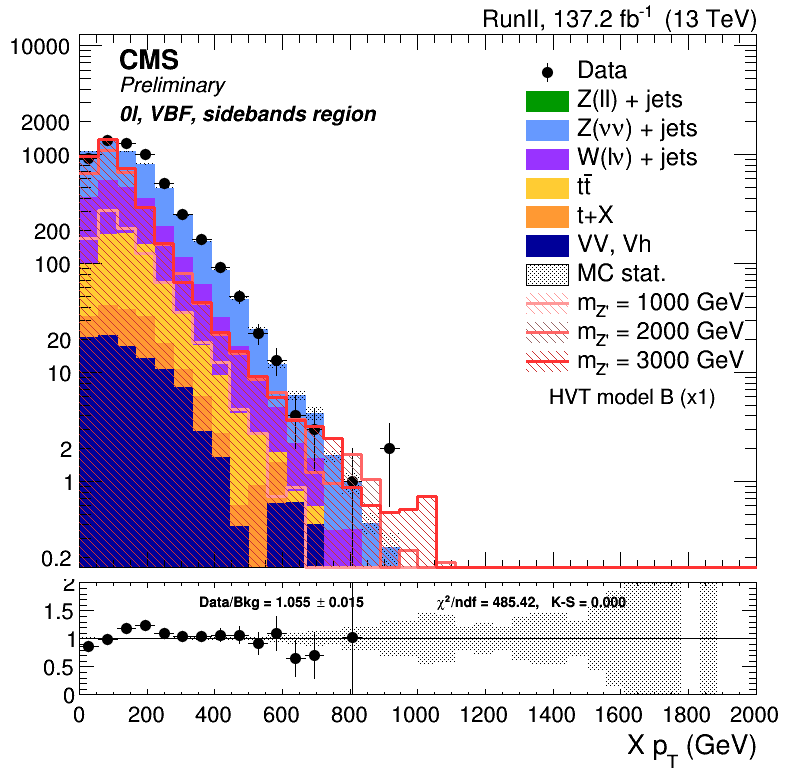 RunII, 137.2 fb⁻¹ (13 TeV)
CMS
Preliminary
0l, VBF, sidebands region
Data
Z(ll) + jets
Z(νν) + jets
W(lν) + jets
tt̄
t+X
VV, Vh
MC stat.
m_Z' = 1000 GeV
m_Z' = 2000 GeV
m_Z' = 3000 GeV
HVT model B (x1)
10000
2000
1000
200
100
20
10
2
1
0.2
Data/Bkg = 1.055 ± 0.015 χ²/ndf = 485.42, K-S = 0.000
2
1.5
1
0.5
0
0 200 400 600 800 1000 1200 1400 1600 1800 2000
X p_T (GeV)